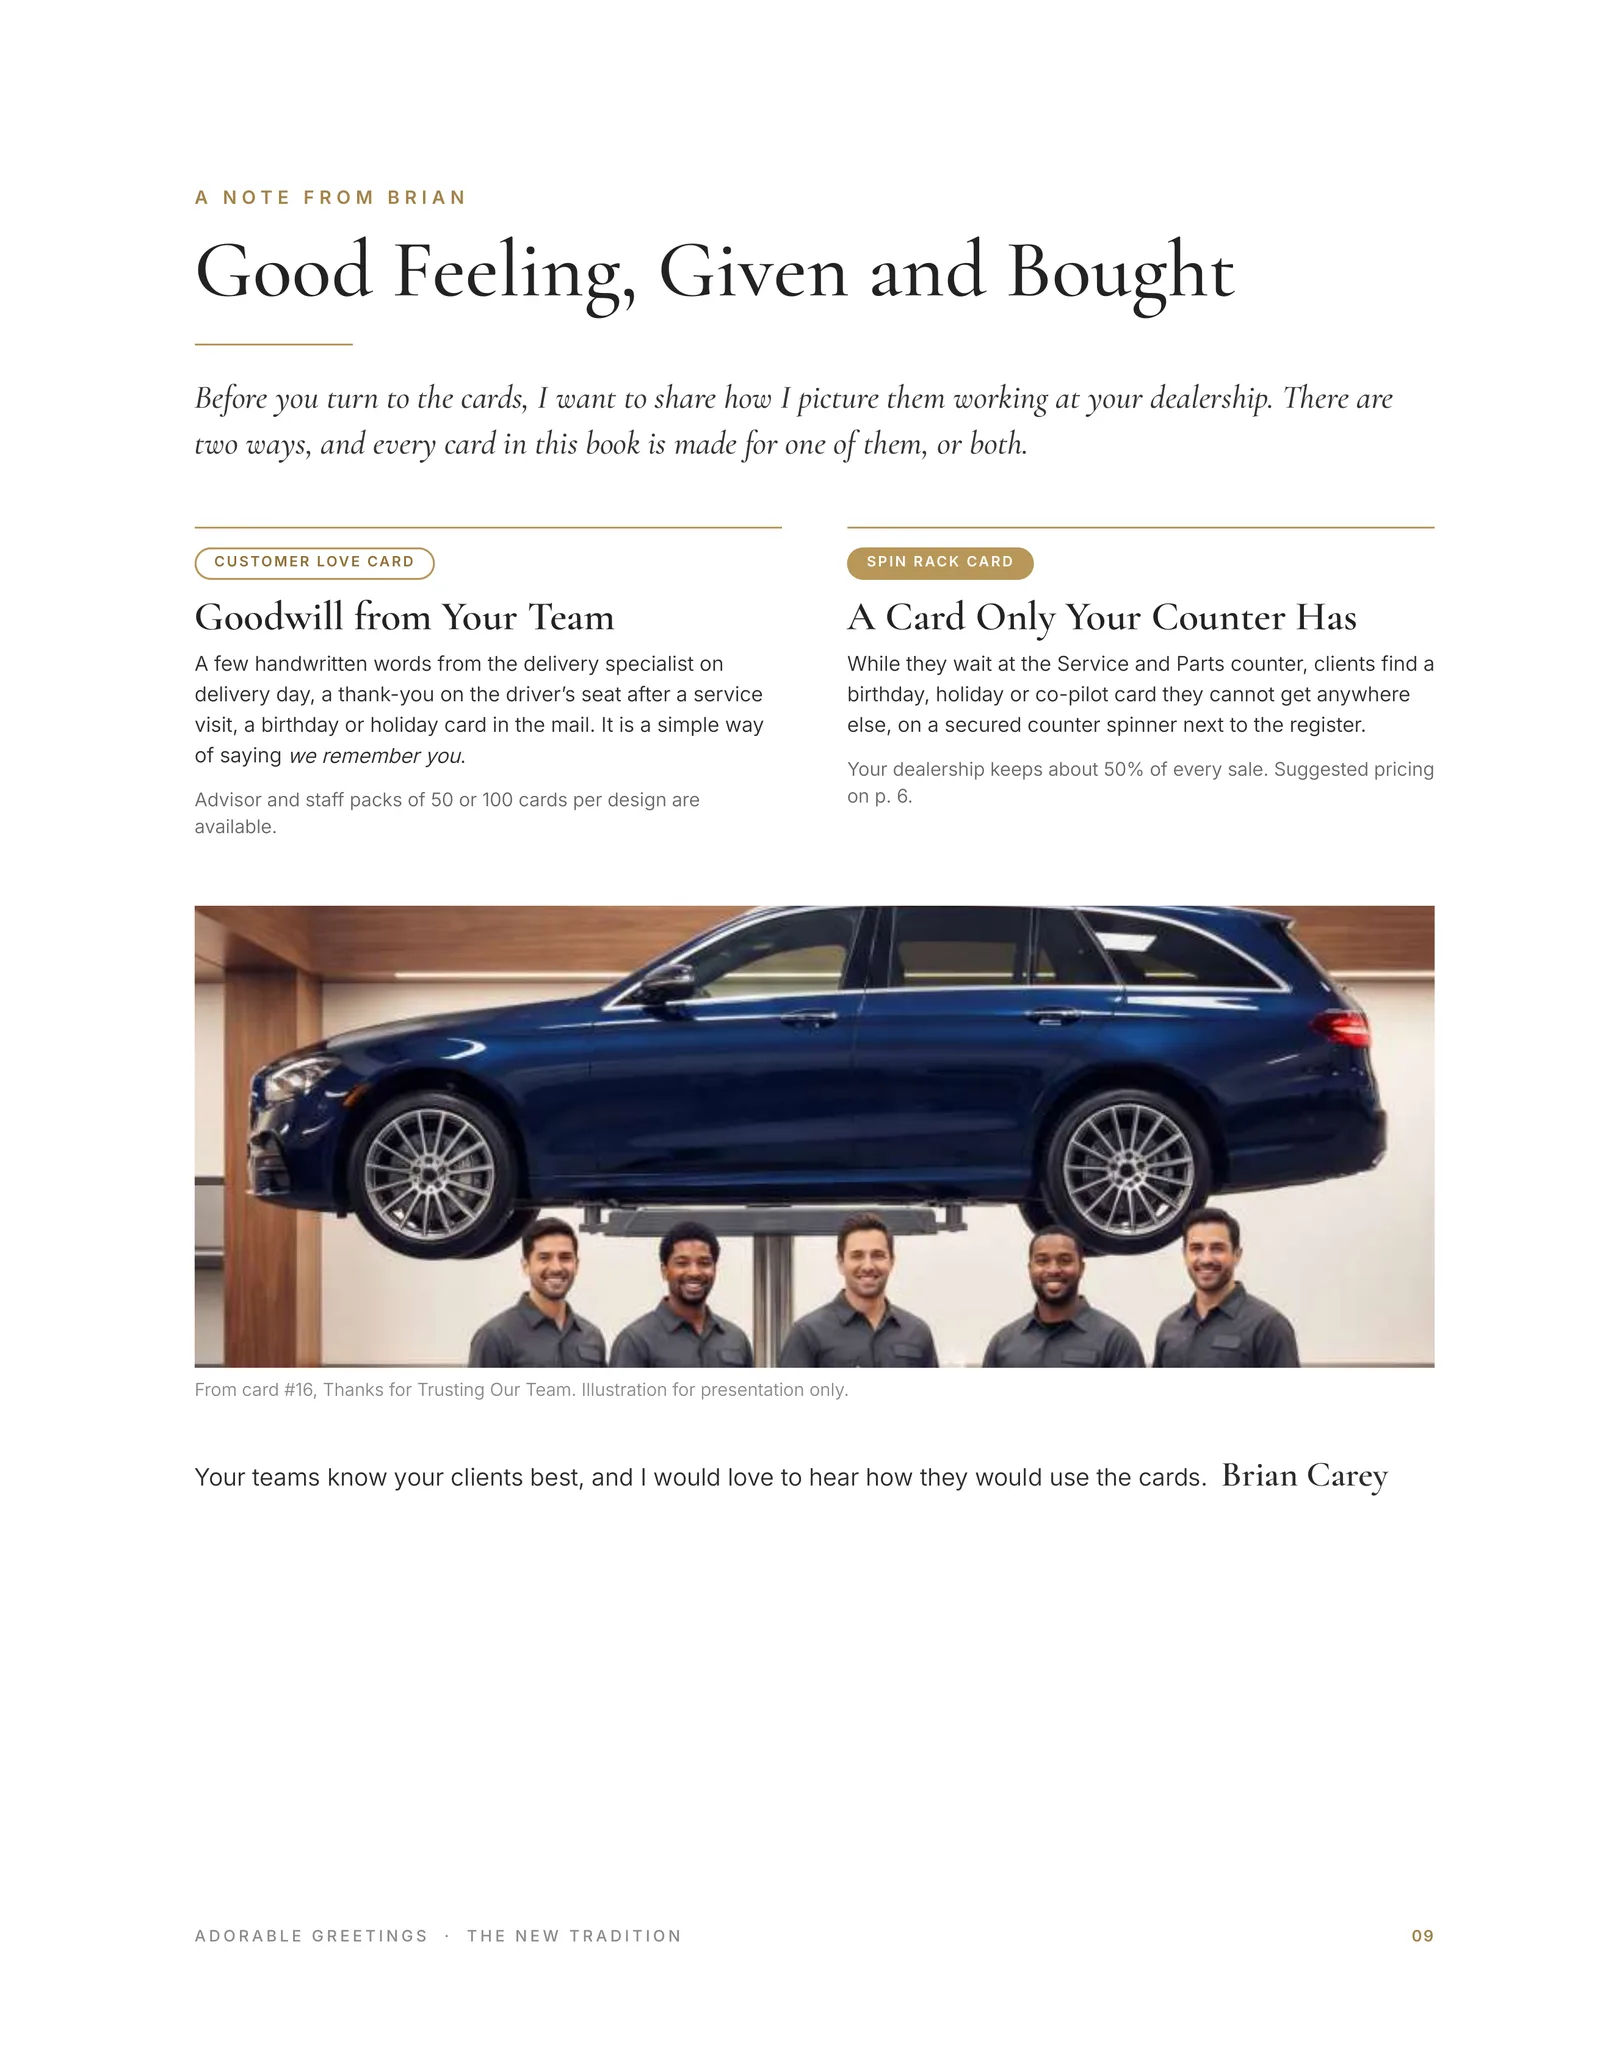 A NOTE FROM BRIAN
Good Feeling, Given and Bought
Before you turn to the cards, I want to share how I picture them working at your dealership. There are
two ways, and every card in this book is made for one of them, or both.
CUSTOMER LOVE CARD
Goodwill from Your Team
A few handwritten words from the delivery specialist on
delivery day, a thank-you on the driver’s seat after a service
visit, a birthday or holiday card in the mail. It is a simple way
of saying we remember you.
Advisor and staff packs of 50 or 100 cards per design are
available.
SPIN RACK CARD
A Card Only Your Counter Has
While they wait at the Service and Parts counter, clients find a
birthday, holiday or co-pilot card they cannot get anywhere
else, on a secured counter spinner next to the register.
Your dealership keeps about 50% of every sale. Suggested pricing
on p. 6.
From card #16, Thanks for Trusting Our Team. Illustration for presentation only.
Your teams know your clients best, and I would love to hear how they would use the cards. Brian Carey
ADORABLE GREETINGS · THE NEW TRADITION
09